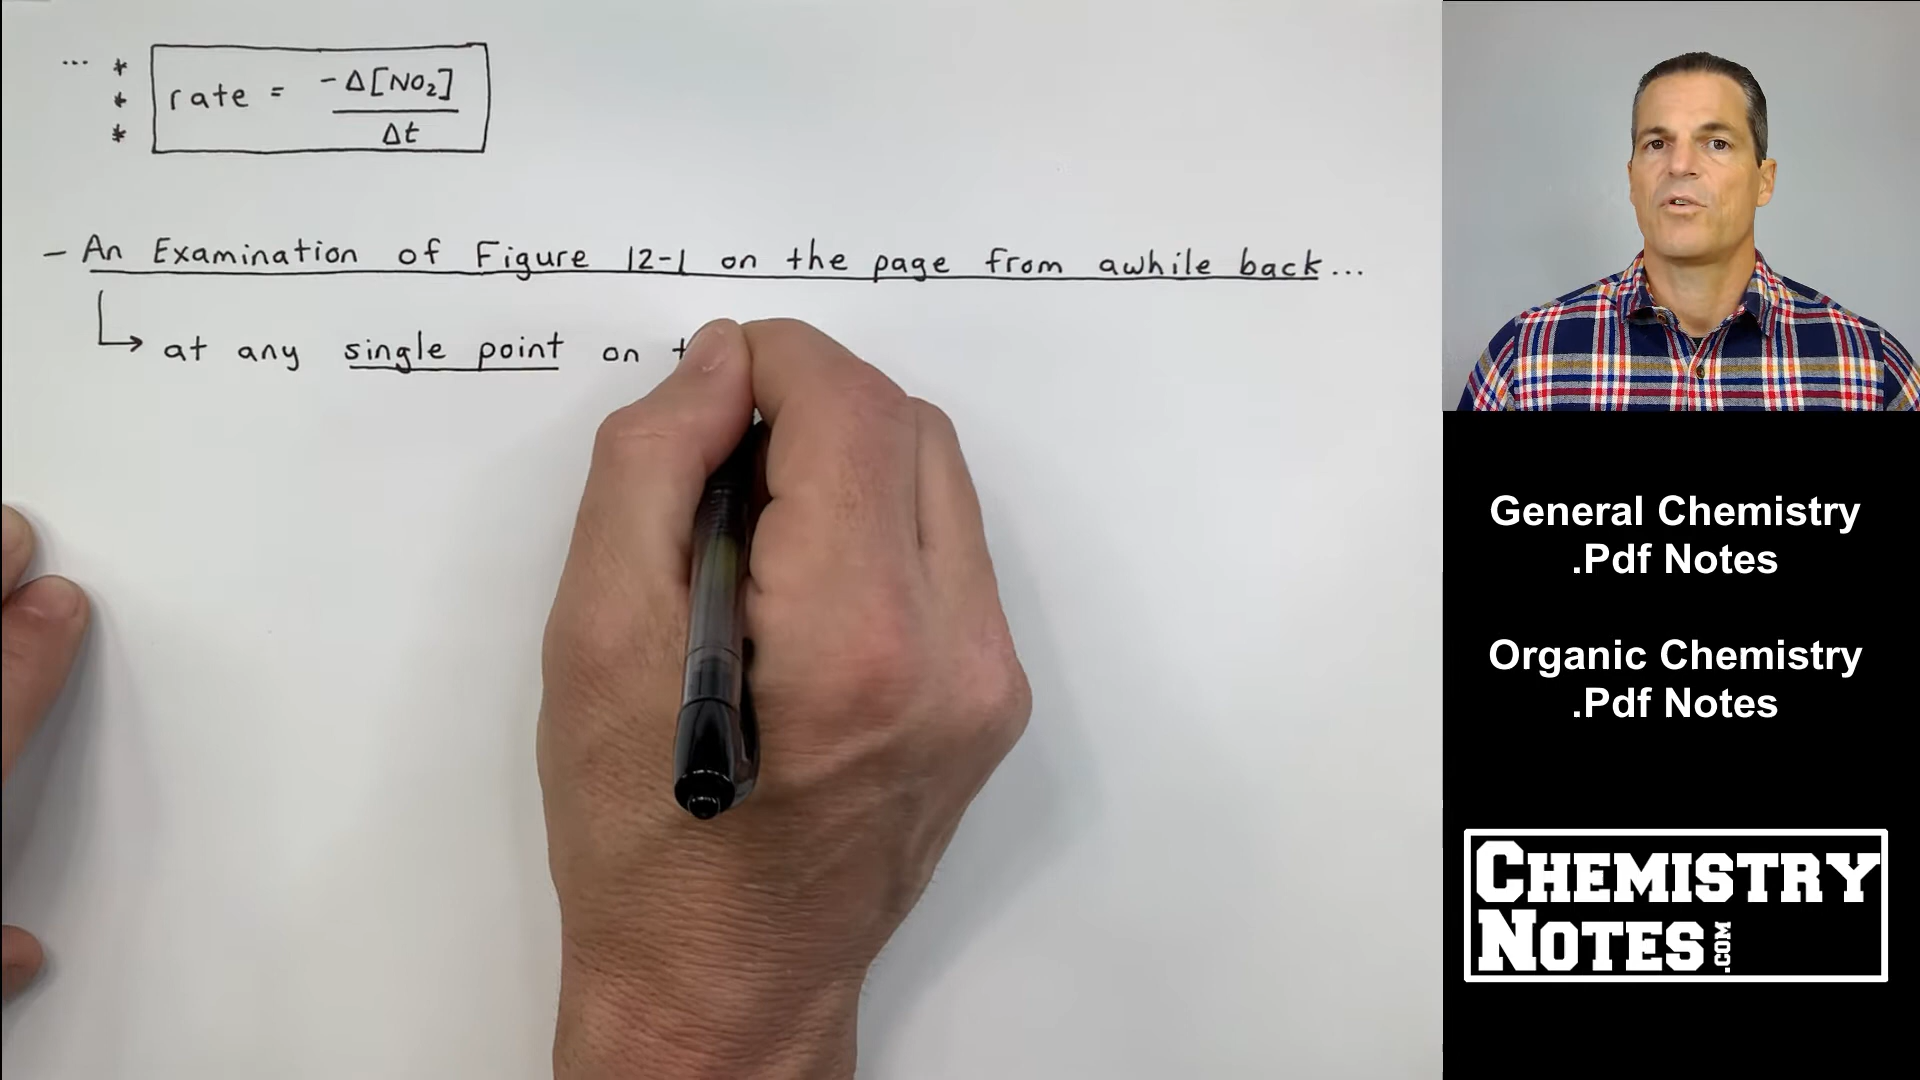 ... * rate = -Δ[NO₂]
* Δt
*
- An Examination of Figure 12-1 on the page from awhile back...
at any single point on
General Chemistry
.Pdf Notes
Organic Chemistry
.Pdf Notes
CHEMISTRY
NOTES.COM